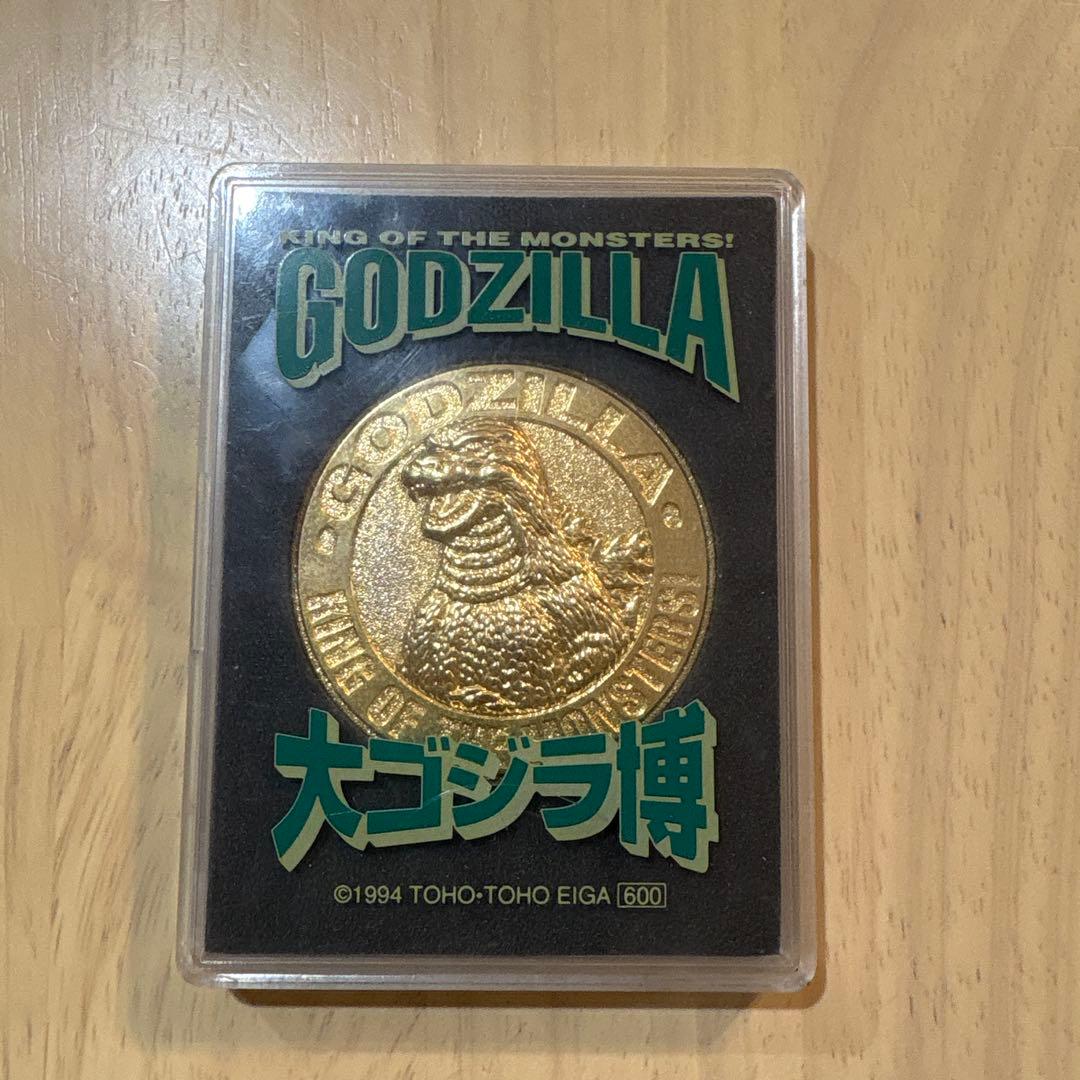 KING OF THE MONSTERS!
GODZILLA
・GODZILLA・
KING OF THE MONSTERS!
大ゴジラ博
©1994 TOHO・TOHO EIGA 600